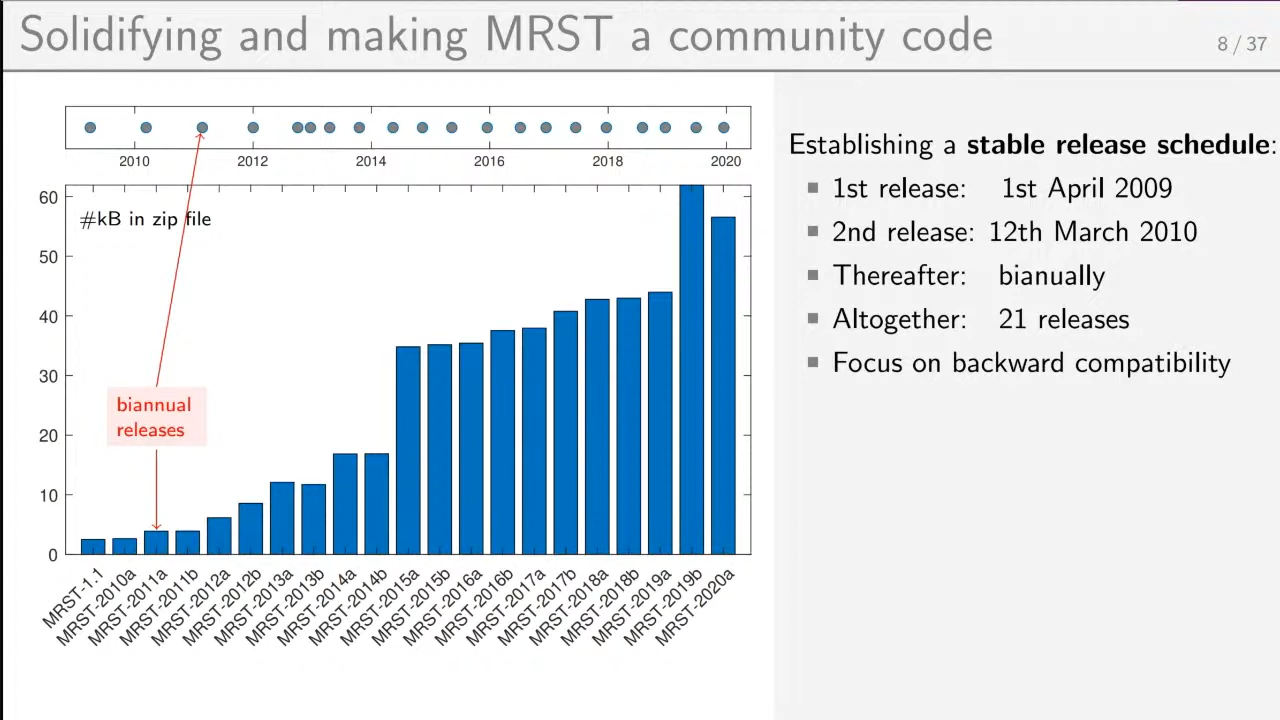 Solidifying and making MRST a community code
8 / 37
2010 2012 2014 2016 2018 2020
#kB in zip file
60
50
40
30
20
10
0
biannual
releases
MRST-1.1
MRST-2010a
MRST-2011a
MRST-2011b
MRST-2012a
MRST-2012b
MRST-2013a
MRST-2013b
MRST-2014a
MRST-2014b
MRST-2015a
MRST-2015b
MRST-2016a
MRST-2016b
MRST-2017a
MRST-2017b
MRST-2018a
MRST-2018b
MRST-2019a
MRST-2019b
MRST-2020a
Establishing a stable release schedule:
1st release: 1st April 2009
2nd release: 12th March 2010
Thereafter: bianually
Altogether: 21 releases
Focus on backward compatibility